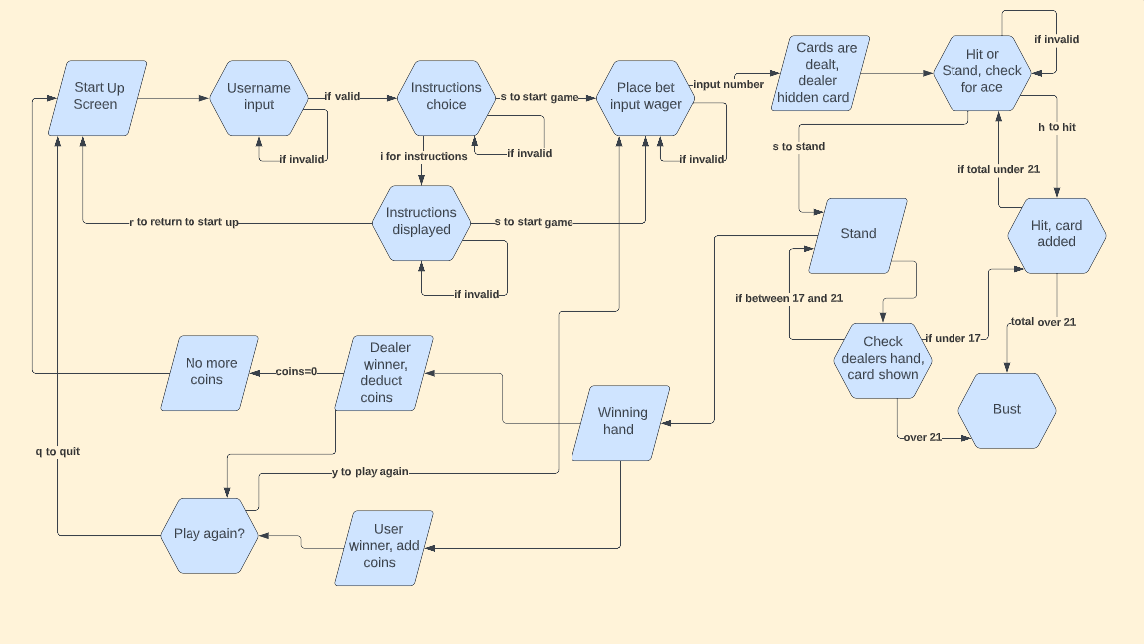 Start Up
Screen
Username
input
if valid
if invalid
Instructions
choice
s to start game
if invalid
i for instructions
Place bet
input wager
input number
if invalid
Cards are
dealt,
dealer
hidden card
Hit or
Stand, check
for ace
if invalid
h to hit
s to stand
if total under 21
Instructions
displayed
r to return to start up
s to start game
if invalid
Stand
Hit, card
added
if between 17 and 21
Check
dealers hand,
card shown
if under 17
total over 21
over 21
Bust
No more
coins
coins=0
Dealer
winner,
deduct
coins
Winning
hand
q to quit
y to play again
Play again?
User
winner, add
coins